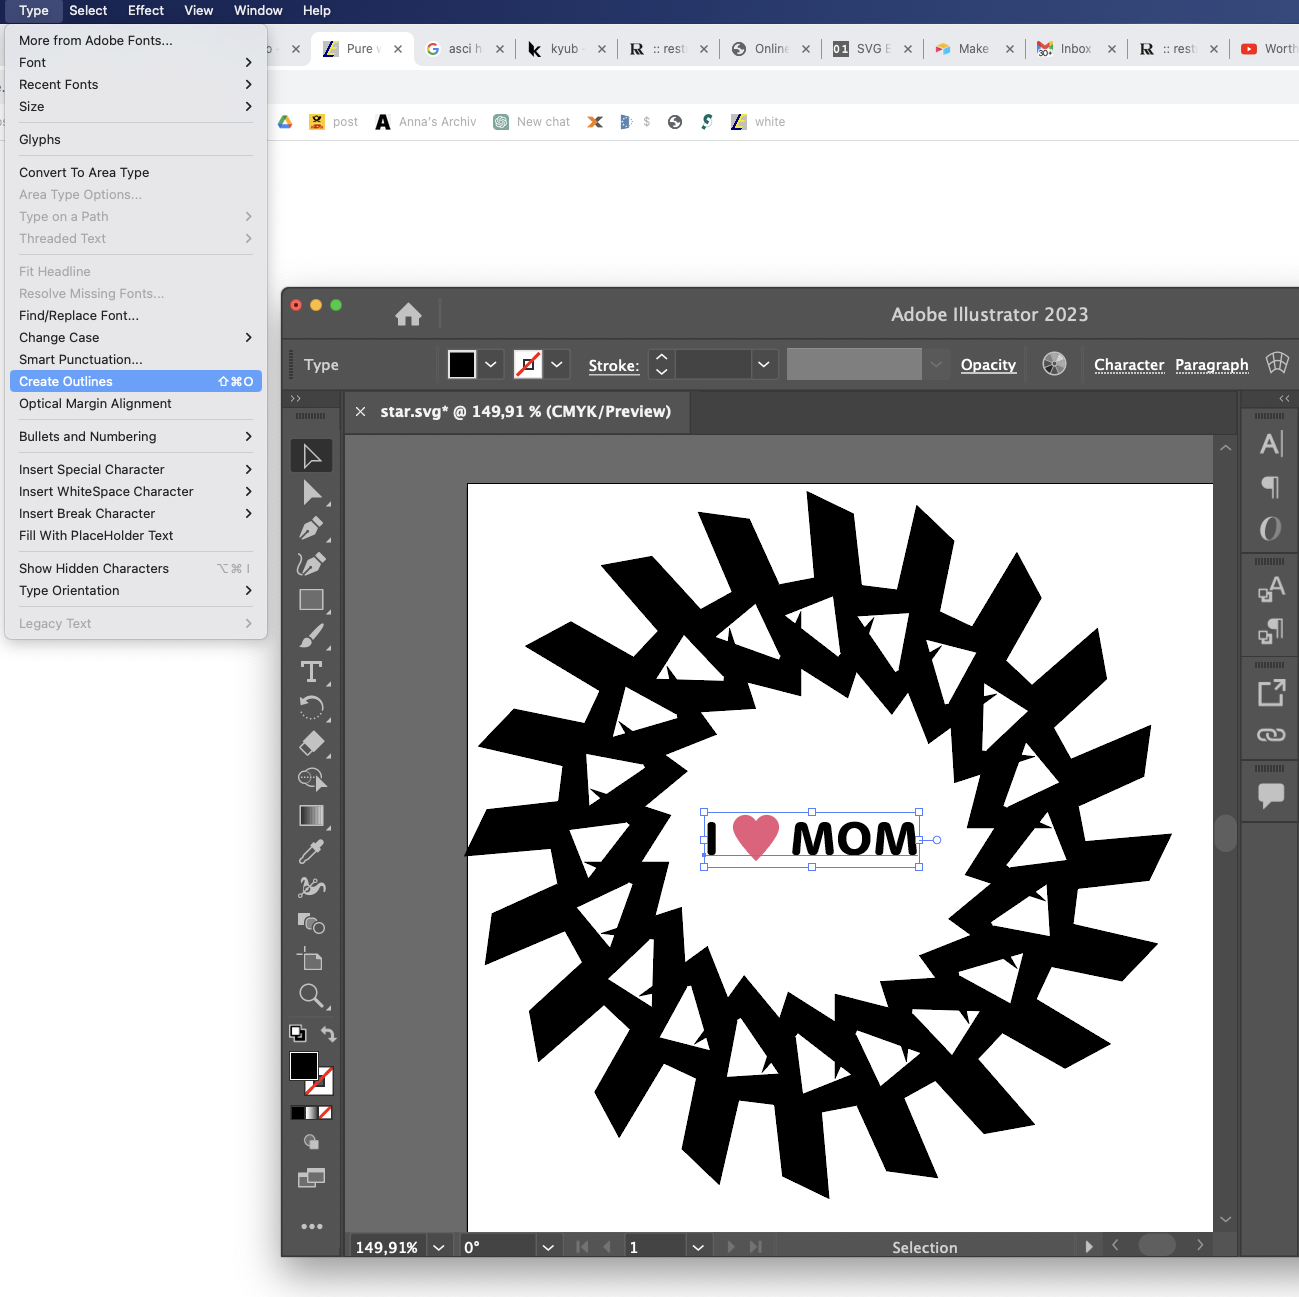 Type Select Effect View Window Help
More from Adobe Fonts...
Font
Recent Fonts
Size
Glyphs
Convert To Area Type
Area Type Options...
Type on a Path
Threaded Text
Fit Headline
Resolve Missing Fonts...
Find/Replace Font...
Change Case
Smart Punctuation...
Create Outlines ⇧⌘O
Optical Margin Alignment
Bullets and Numbering
Insert Special Character
Insert WhiteSpace Character
Insert Break Character
Fill With PlaceHolder Text
Show Hidden Characters ⌥⌘I
Type Orientation
Legacy Text
Pure asci kyub :: rest Online SVG Make Inbox :: rest Worth
post Anna's Archiv New chat $ white
Adobe Illustrator 2023
Type Stroke: Opacity Character Paragraph
star.svg* @ 149,91 % (CMYK/Preview)
I MOM
149,91% 0° 1 Selection